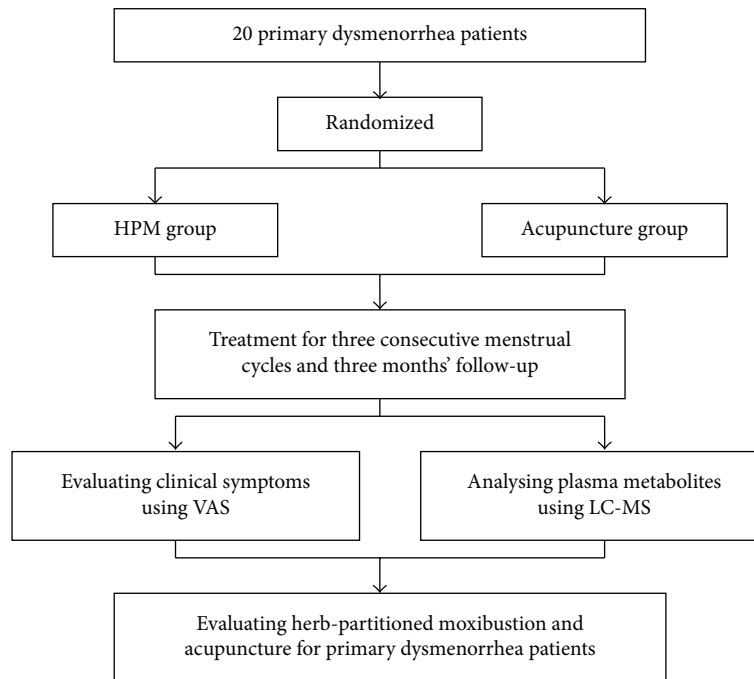 20 primary dysmenorrhea patients
Randomized
HPM group
Acupuncture group
Treatment for three consecutive menstrual
cycles and three months’ follow-up
Evaluating clinical symptoms
using VAS
Analysing plasma metabolites
using LC-MS
Evaluating herb-partitioned moxibustion and
acupuncture for primary dysmenorrhea patients